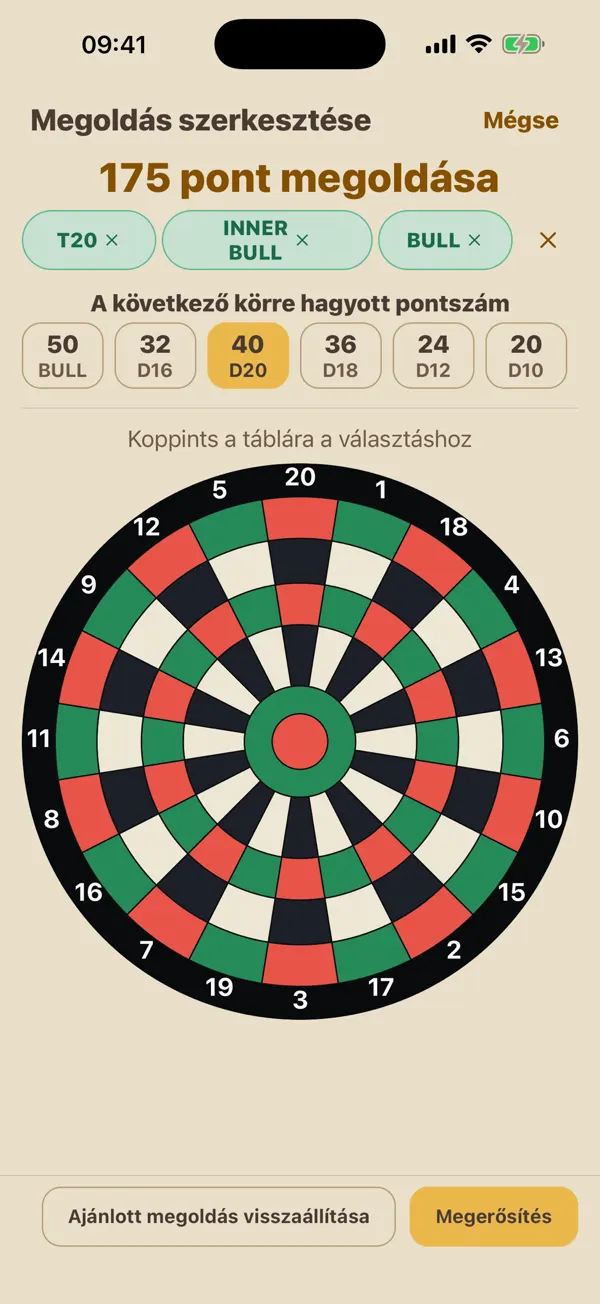 09:41
Megoldás szerkesztése
Mégse
175 pont megoldása
T20 ×
INNER
BULL ×
BULL ×
×
A következő körre hagyott pontszám
50
BULL
32
D16
40
D20
36
D18
24
D12
20
D10
Koppints a táblára a választáshoz
20
1
18
4
13
6
10
15
2
17
3
19
7
16
8
11
14
9
12
5
Ajánlott megoldás visszaállítása
Megerősítés